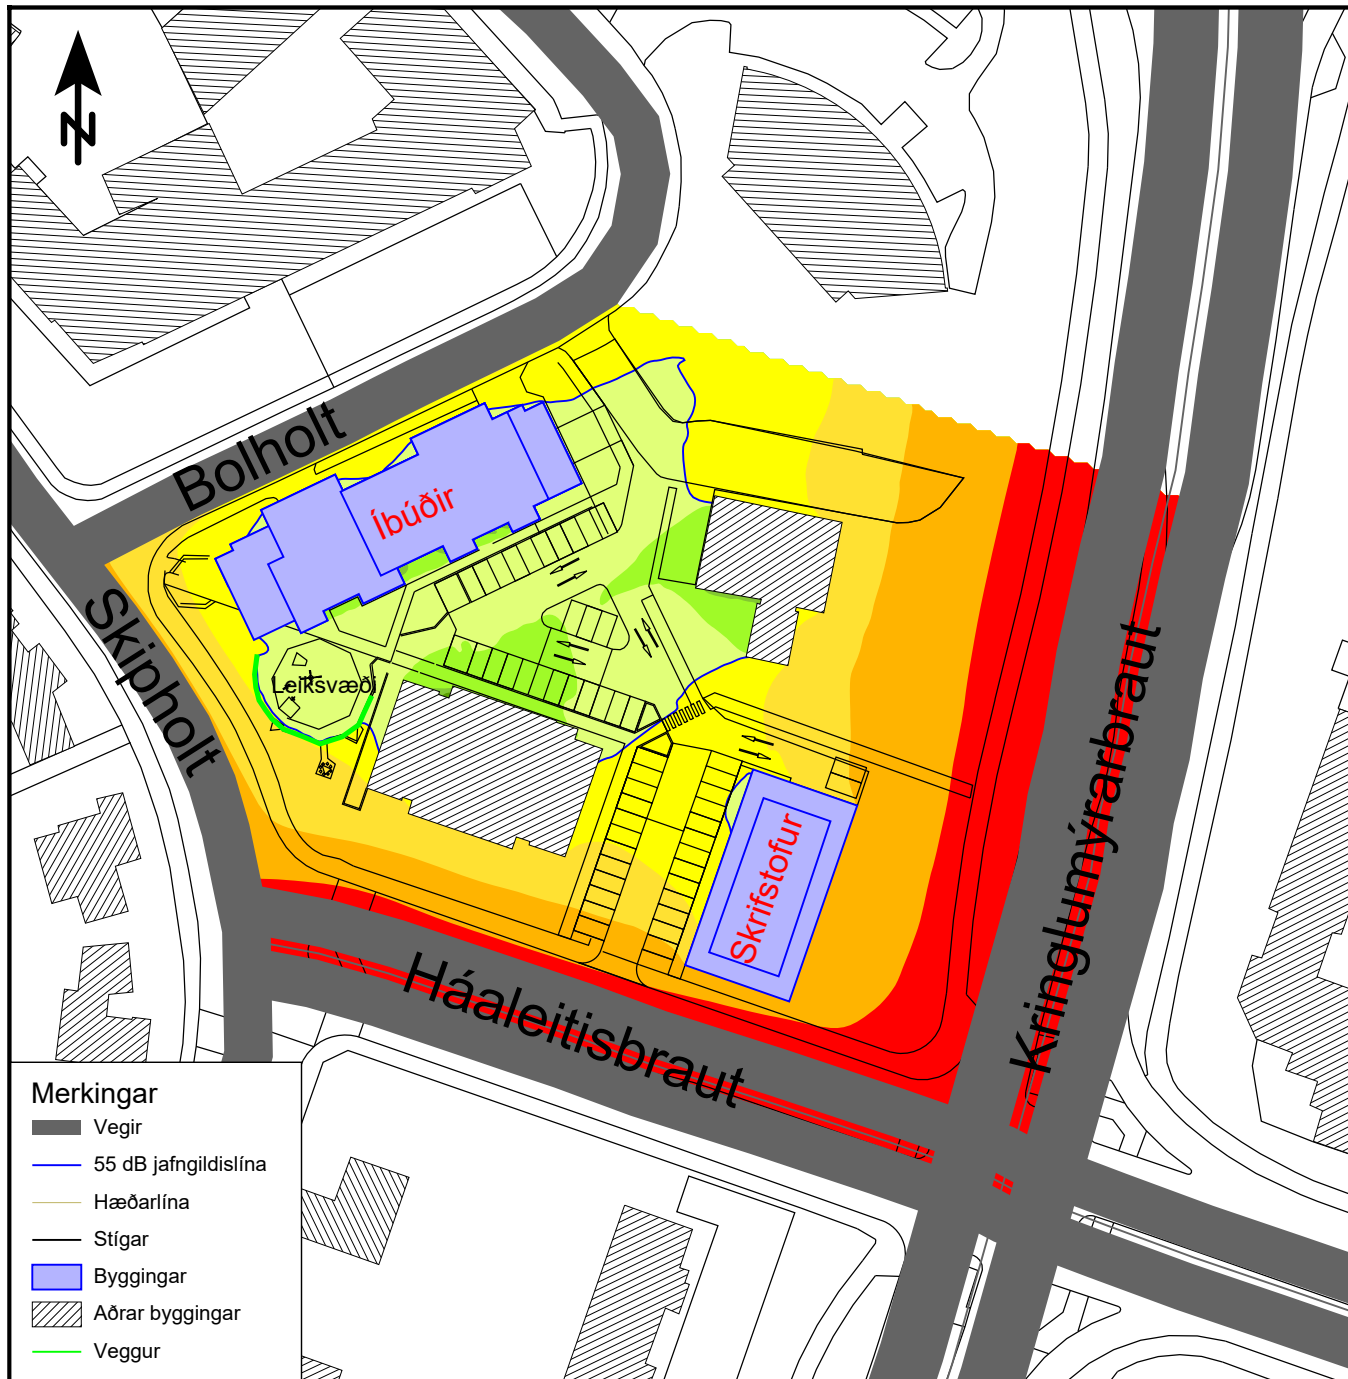 N
Bolholt
Íbúðir
Skipholt
Leiksvæði
Skrifstofur
Kringlumýrarbraut
Háaleitisbraut
Merkingar
Vegir
55 dB jafngildislína
Hæðarlína
Stígar
Byggingar
Aðrar byggingar
Veggur